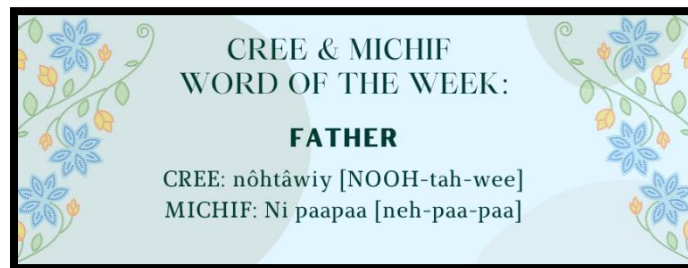 CREE & MICHIF
WORD OF THE WEEK:
FATHER
CREE: nôhtâwiy [NOOH-tah-wee]
MICHIF: Ni paapaa [neh-paa-paa]